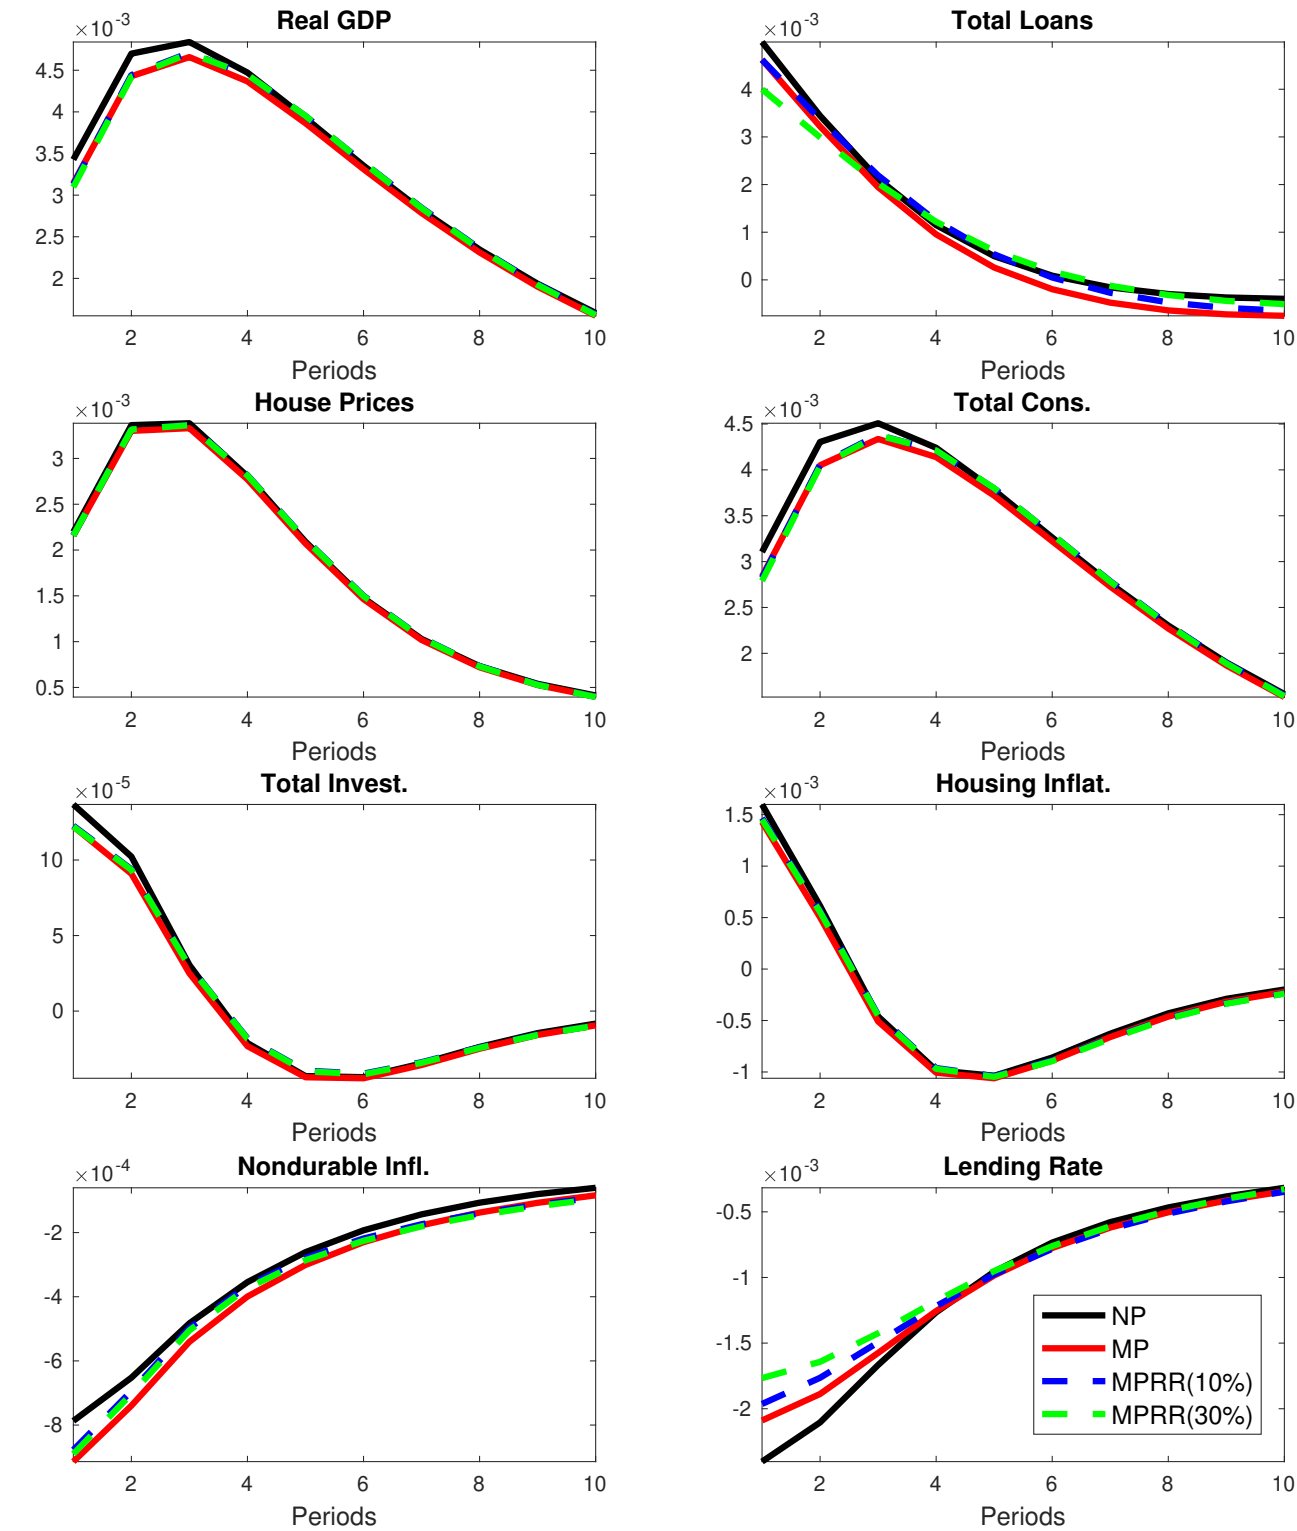 Real GDP
×10-3
4.5
4
3.5
3
2.5
2
2 4 6 8 10
Periods
Total Loans
×10-3
4
3
2
1
0
2 4 6 8 10
Periods
House Prices
×10-3
3
2.5
2
1.5
1
0.5
2 4 6 8 10
Periods
Total Cons.
×10-3
4.5
4
3.5
3
2.5
2
2 4 6 8 10
Periods
Total Invest.
×10-5
10
5
0
2 4 6 8 10
Periods
Housing Inflat.
×10-3
1.5
1
0.5
0
-0.5
-1
2 4 6 8 10
Periods
Nondurable Infl.
×10-4
-2
-4
-6
-8
2 4 6 8 10
Periods
Lending Rate
×10-3
-0.5
-1
-1.5
-2
NP
MP
MPRR(10%)
MPRR(30%)
2 4 6 8 10
Periods